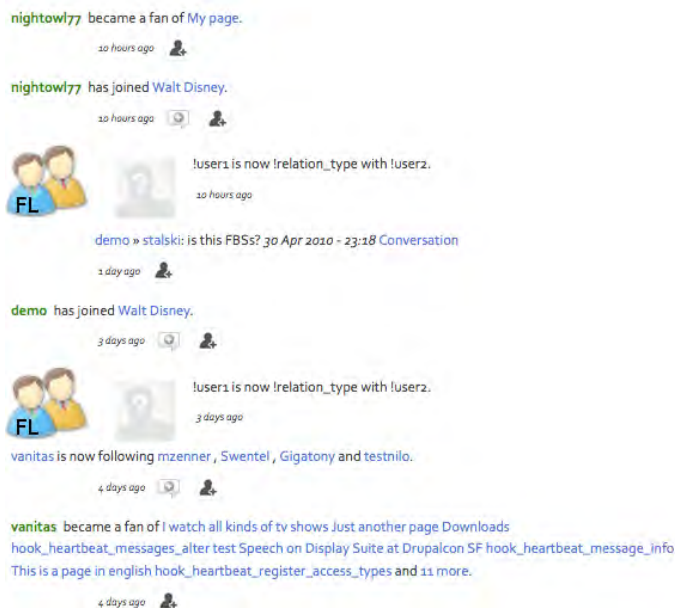 nightowl77 became a fan of My page.
10 hours ago
nightowl77 has joined Walt Disney.
10 hours ago
FL
!user1 is now !relation_type with !user2.
10 hours ago
demo » stalski: is this FBSs? 30 Apr 2010 - 23:18 Conversation
1 day ago
demo has joined Walt Disney.
3 days ago
FL
!user1 is now !relation_type with !user2.
3 days ago
vanitas is now following mzenner , Swentel , Gigatony and testnilo.
4 days ago
vanitas became a fan of I watch all kinds of tv shows Just another page Downloads
hook_heartbeat_messages_alter test Speech on Display Suite at Drupalcon SF hook_heartbeat_message_info
This is a page in english hook_heartbeat_register_access_types and 11 more.
4 days ago